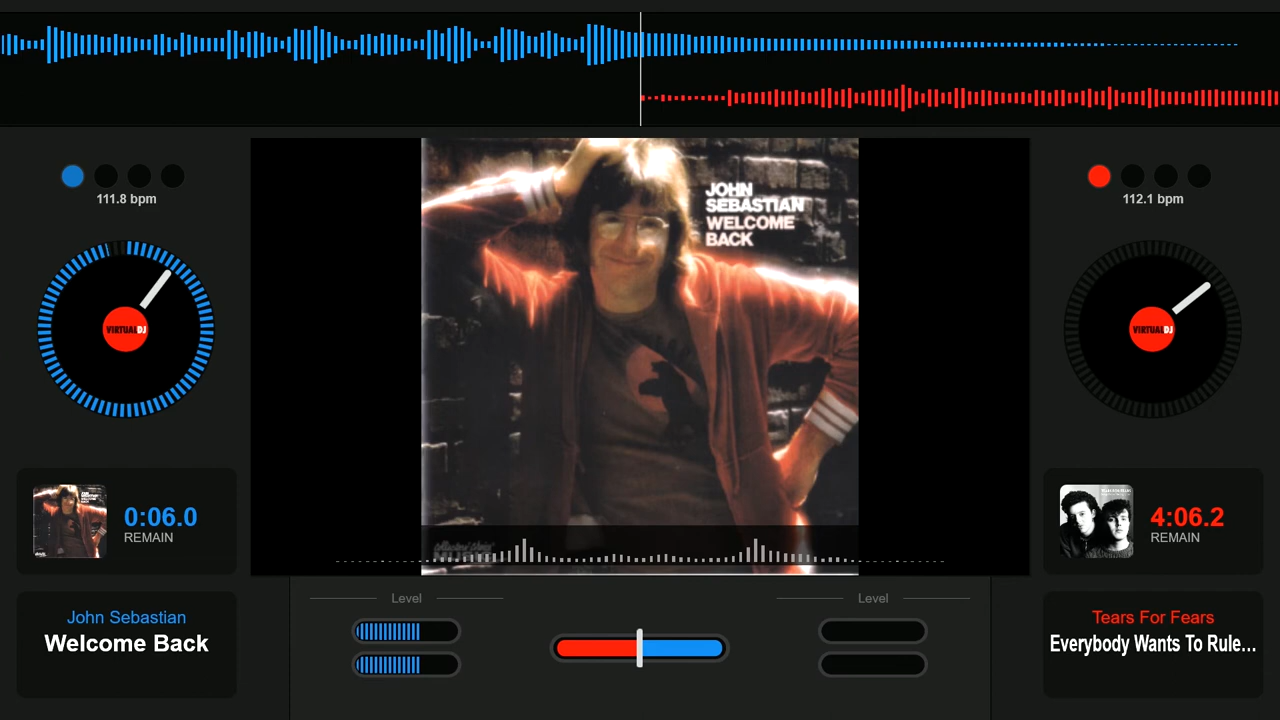 JOHN
SEBASTIAN
WELCOME
BACK
111.8 bpm
112.1 bpm
VIRTUALDJ
VIRTUALDJ
0:06.0
REMAIN
4:06.2
REMAIN
Level
Level
John Sebastian
Welcome Back
Tears For Fears
Everybody Wants To Rule...